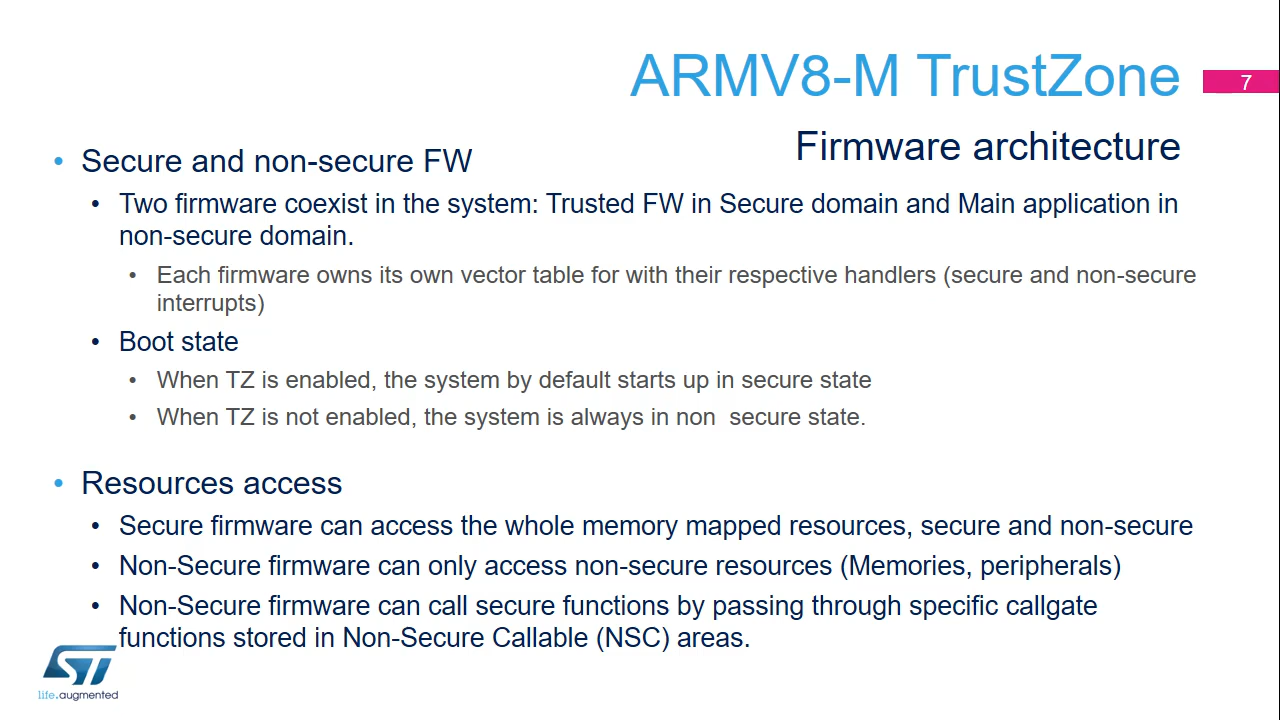 ARMV8-M TrustZone
7
Firmware architecture
• Secure and non-secure FW
• Two firmware coexist in the system: Trusted FW in Secure domain and Main application in
non-secure domain.
• Each firmware owns its own vector table for with their respective handlers (secure and non-secure
interrupts)
• Boot state
• When TZ is enabled, the system by default starts up in secure state
• When TZ is not enabled, the system is always in non  secure state.
• Resources access
• Secure firmware can access the whole memory mapped resources, secure and non-secure
• Non-Secure firmware can only access non-secure resources (Memories, peripherals)
• Non-Secure firmware can call secure functions by passing through specific callgate
functions stored in Non-Secure Callable (NSC) areas.
ST
life.augmented